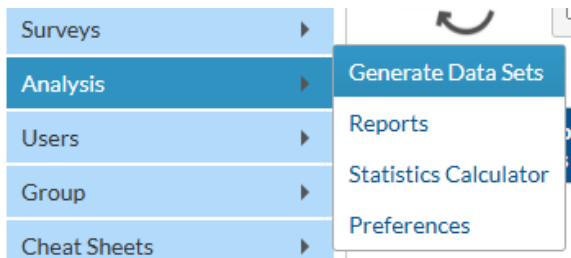 Surveys
Analysis
Users
Group
Cheat Sheets
Generate Data Sets
Reports
Statistics Calculator
Preferences